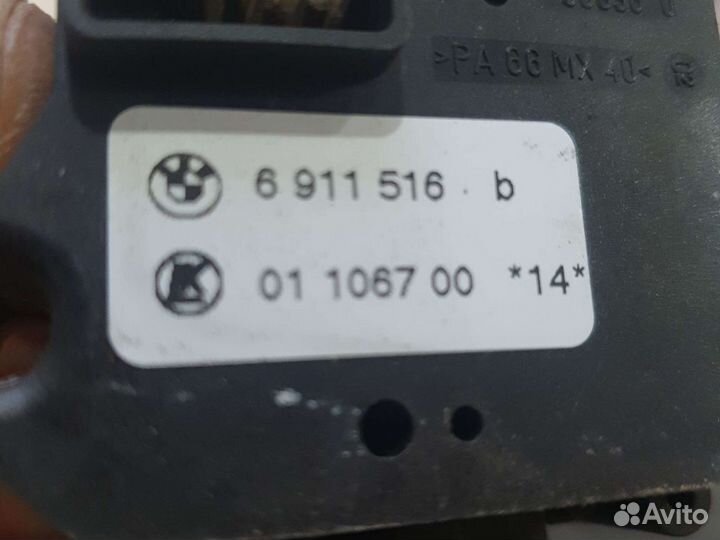 >PA 66 MX 40<
6 911 516 . b
01 1067 00 *14*
Avito